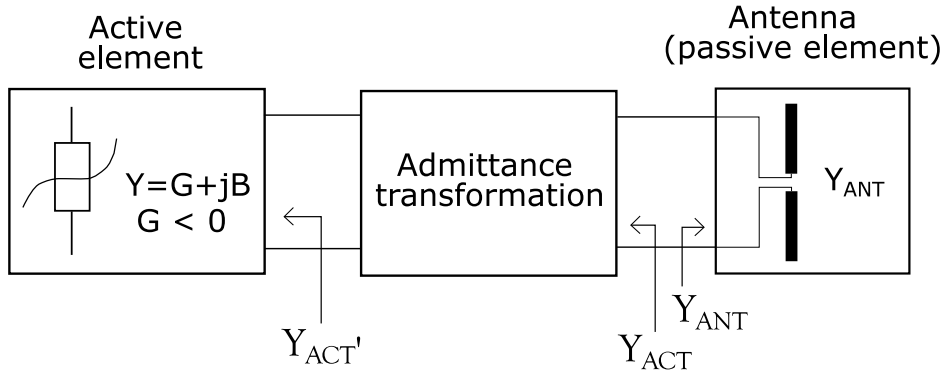 Active
element
Antenna
(passive element)
Y=G+jB
G < 0
Admittance
transformation
Y_ANT
Y_ACT'
Y_ACT
Y_ANT